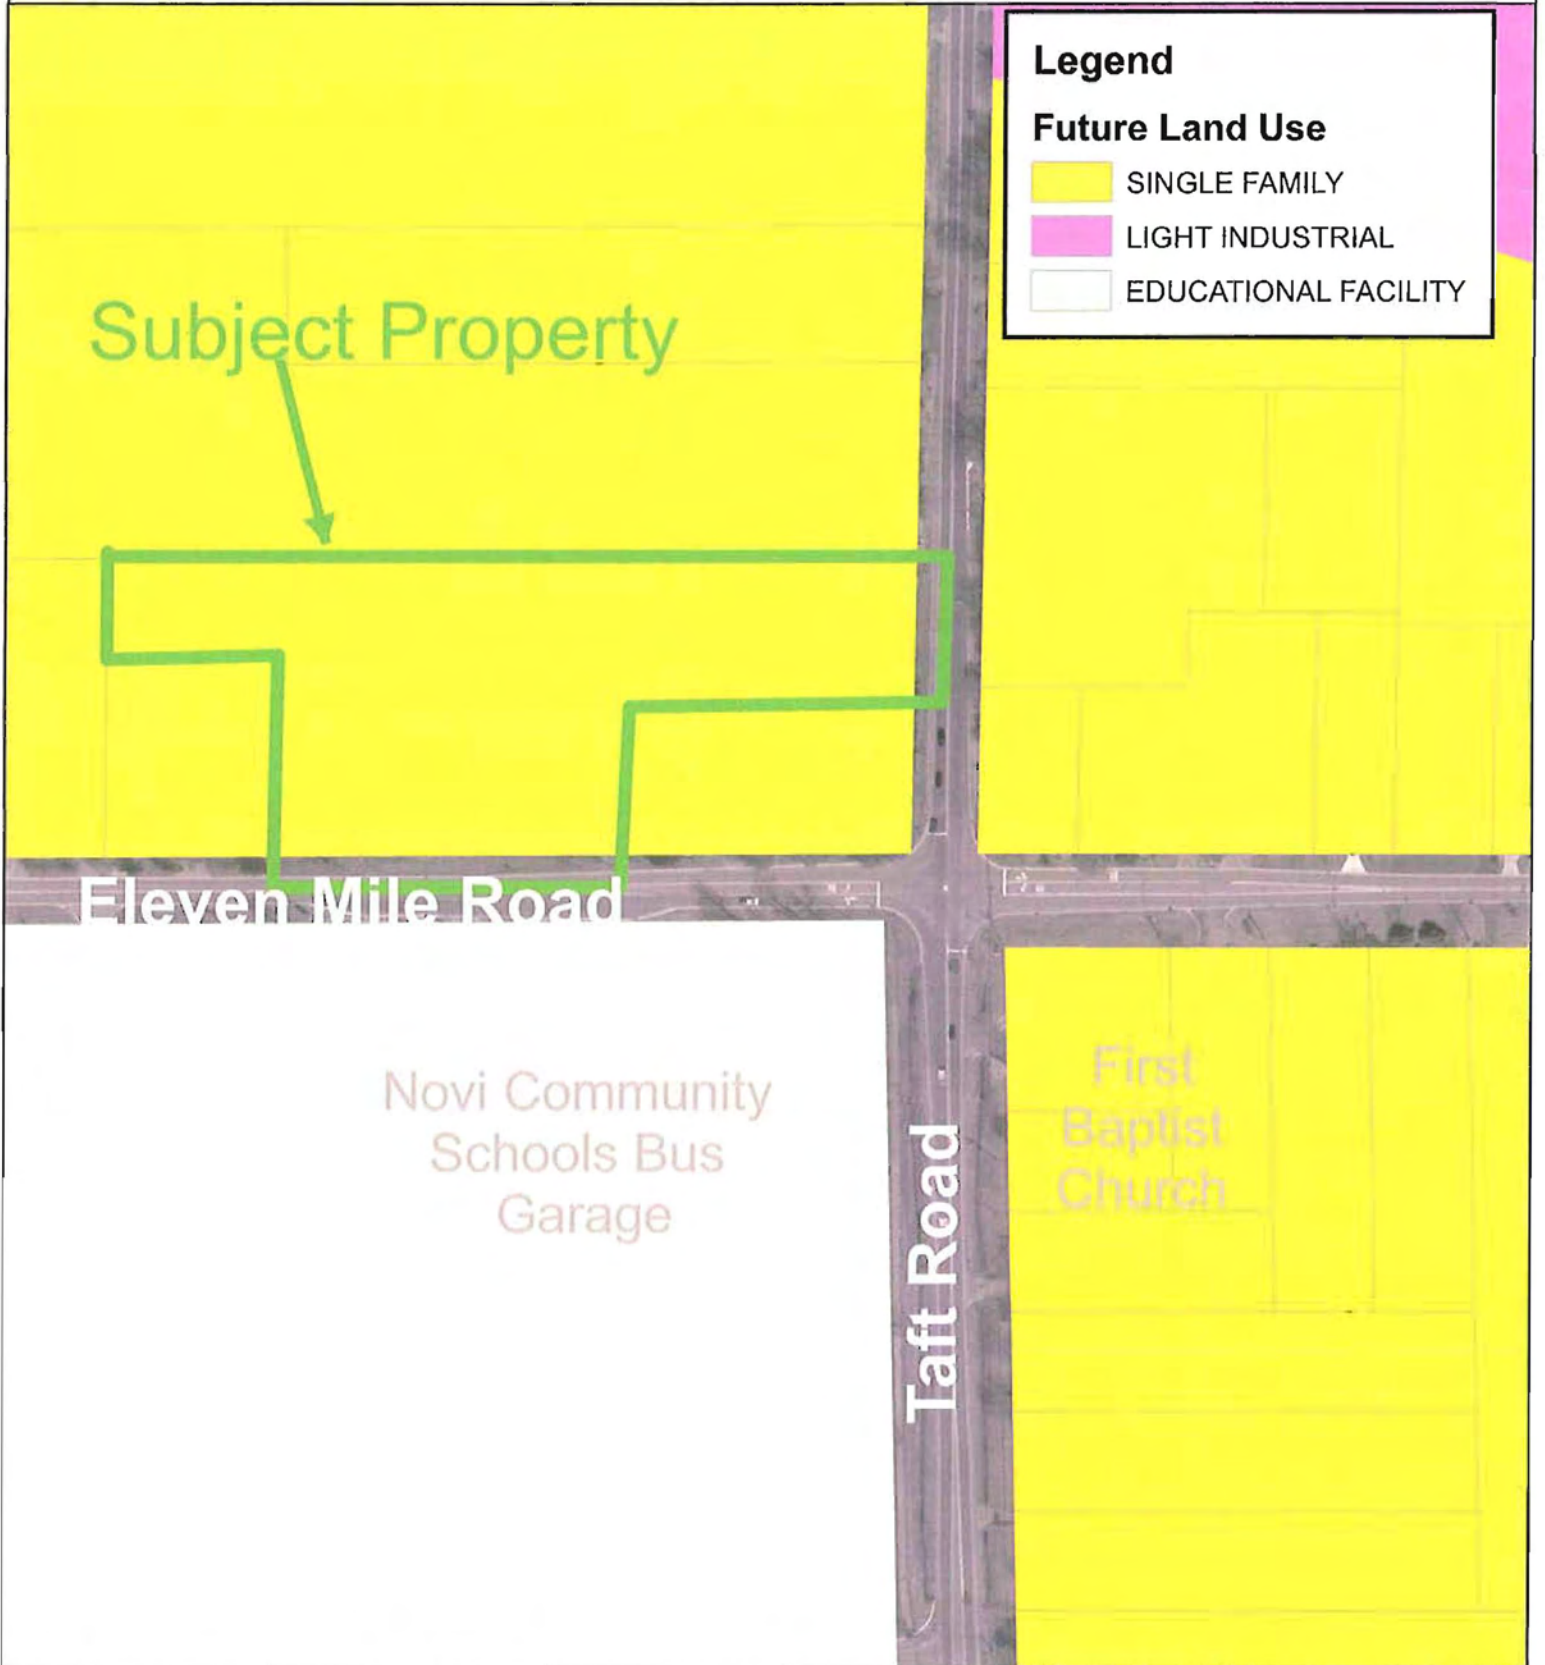 Legend
Future Land Use
SINGLE FAMILY
LIGHT INDUSTRIAL
EDUCATIONAL FACILITY
Subject Property
Eleven Mile Road
Novi Community
Schools Bus
Garage
First
Baptist
Church
Taft Road